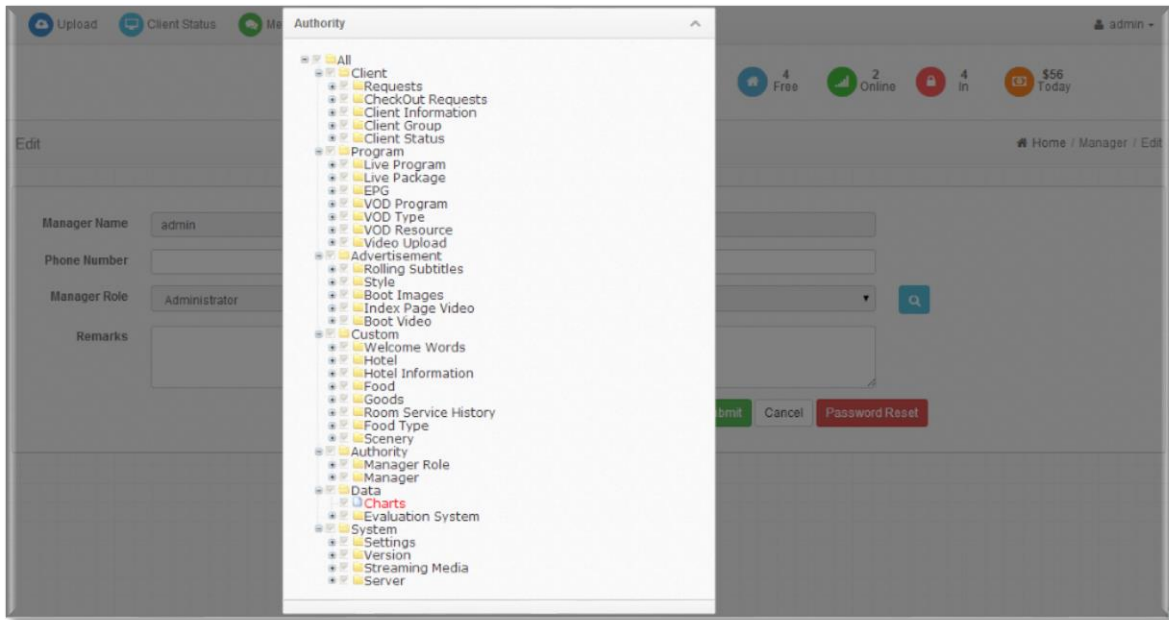 Upload Client Status Me
Authority
admin
4 Free
2 Online
4 In
$56 Today
Edit
Home / Manager / Edit
All
Client
Requests
CheckOut Requests
Client Information
Client Group
Client Status
Program
Live Program
Live Package
EPG
VOD Program
VOD Type
VOD Resource
Video Upload
Advertisement
Rolling Subtitles
Style
Boot Images
Index Page Video
Boot Video
Custom
Welcome Words
Hotel
Hotel Information
Food
Goods
Room Service History
Food Type
Scenery
Authority
Manager Role
Manager
Data
Charts
Evaluation System
System
Settings
Version
Streaming Media
Server
Manager Name admin
Phone Number
Manager Role Administrator
Remarks
bmit Cancel Password Reset